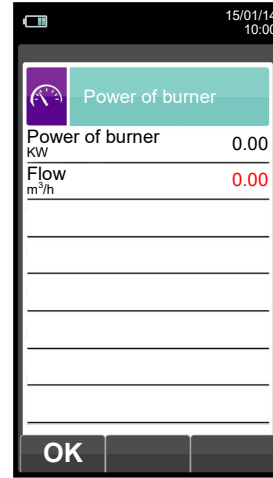 15/01/14
10:00
Power of burner
Power of burner 0.00
KW
Flow 0.00
m³/h
OK